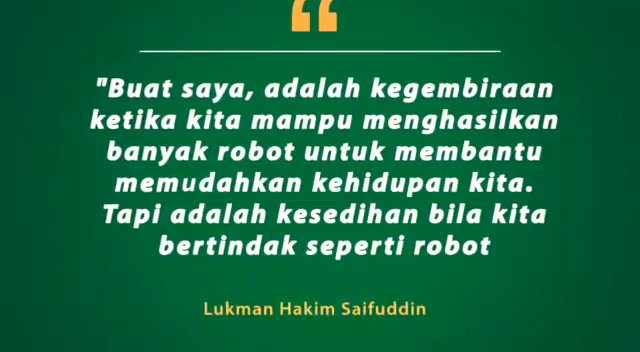 "Buat saya, adalah kegembiraan
ketika kita mampu menghasilkan
banyak robot untuk membantu
memudahkan kehidupan kita.
Tapi adalah kesedihan bila kita
bertindak seperti robot
Lukman Hakim Saifuddin